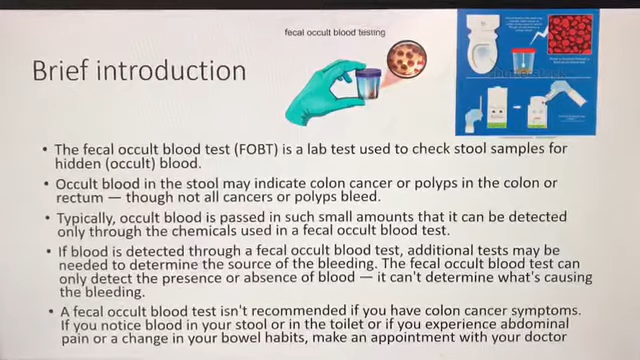 fecal occult blood testing
Brief introduction
• The fecal occult blood test (FOBT) is a lab test used to check stool samples for
hidden (occult) blood.
• Occult blood in the stool may indicate colon cancer or polyps in the colon or
rectum — though not all cancers or polyps bleed.
• Typically, occult blood is passed in such small amounts that it can be detected
only through the chemicals used in a fecal occult blood test.
• If blood is detected through a fecal occult blood test, additional tests may be
needed to determine the source of the bleeding. The fecal occult blood test can
only detect the presence or absence of blood — it can't determine what's causing
the bleeding.
• A fecal occult blood test isn't recommended if you have colon cancer symptoms.
If you notice blood in your stool or in the toilet or if you experience abdominal
pain or a change in your bowel habits, make an appointment with your doctor